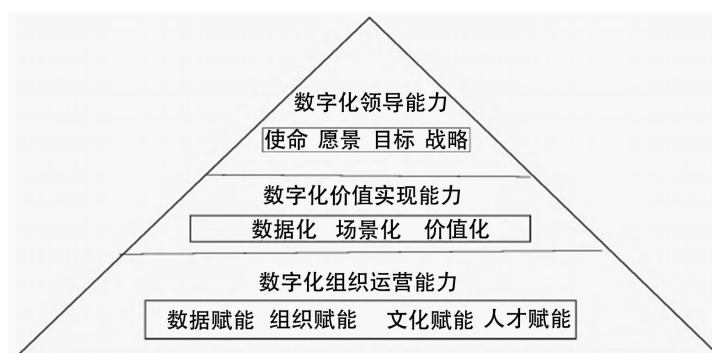 数字化领导能力
使命 愿景 目标 战略
数字化价值实现能力
数据化 场景化 价值化
数字化组织运营能力
数据赋能 组织赋能 文化赋能 人才赋能